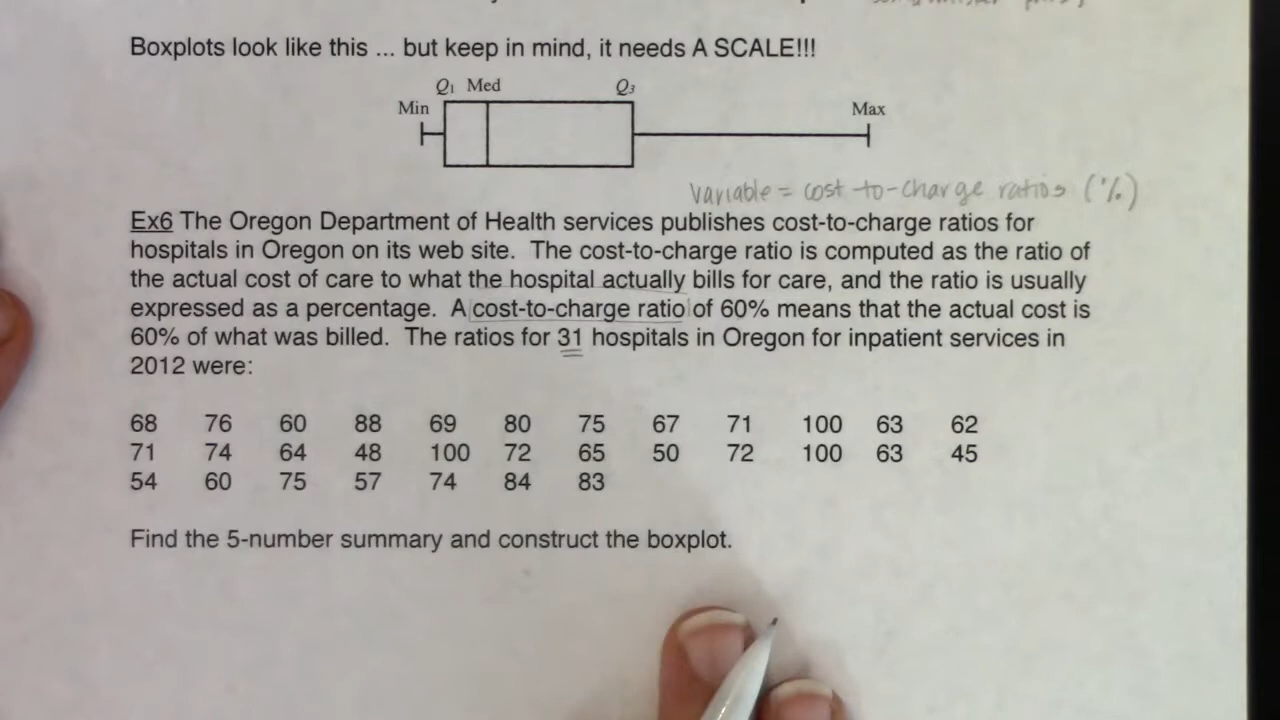 Boxplots look like this ... but keep in mind, it needs A SCALE!!!
Q₁ Med Q₃
Min Max
variable = cost-to-charge ratios (%)
Ex6 The Oregon Department of Health services publishes cost-to-charge ratios for
hospitals in Oregon on its web site. The cost-to-charge ratio is computed as the ratio of
the actual cost of care to what the hospital actually bills for care, and the ratio is usually
expressed as a percentage. A cost-to-charge ratio of 60% means that the actual cost is
60% of what was billed. The ratios for 31 hospitals in Oregon for inpatient services in
2012 were:
68 76 60 88 69 80 75 67 71 100 63 62
71 74 64 48 100 72 65 50 72 100 63 45
54 60 75 57 74 84 83
Find the 5-number summary and construct the boxplot.